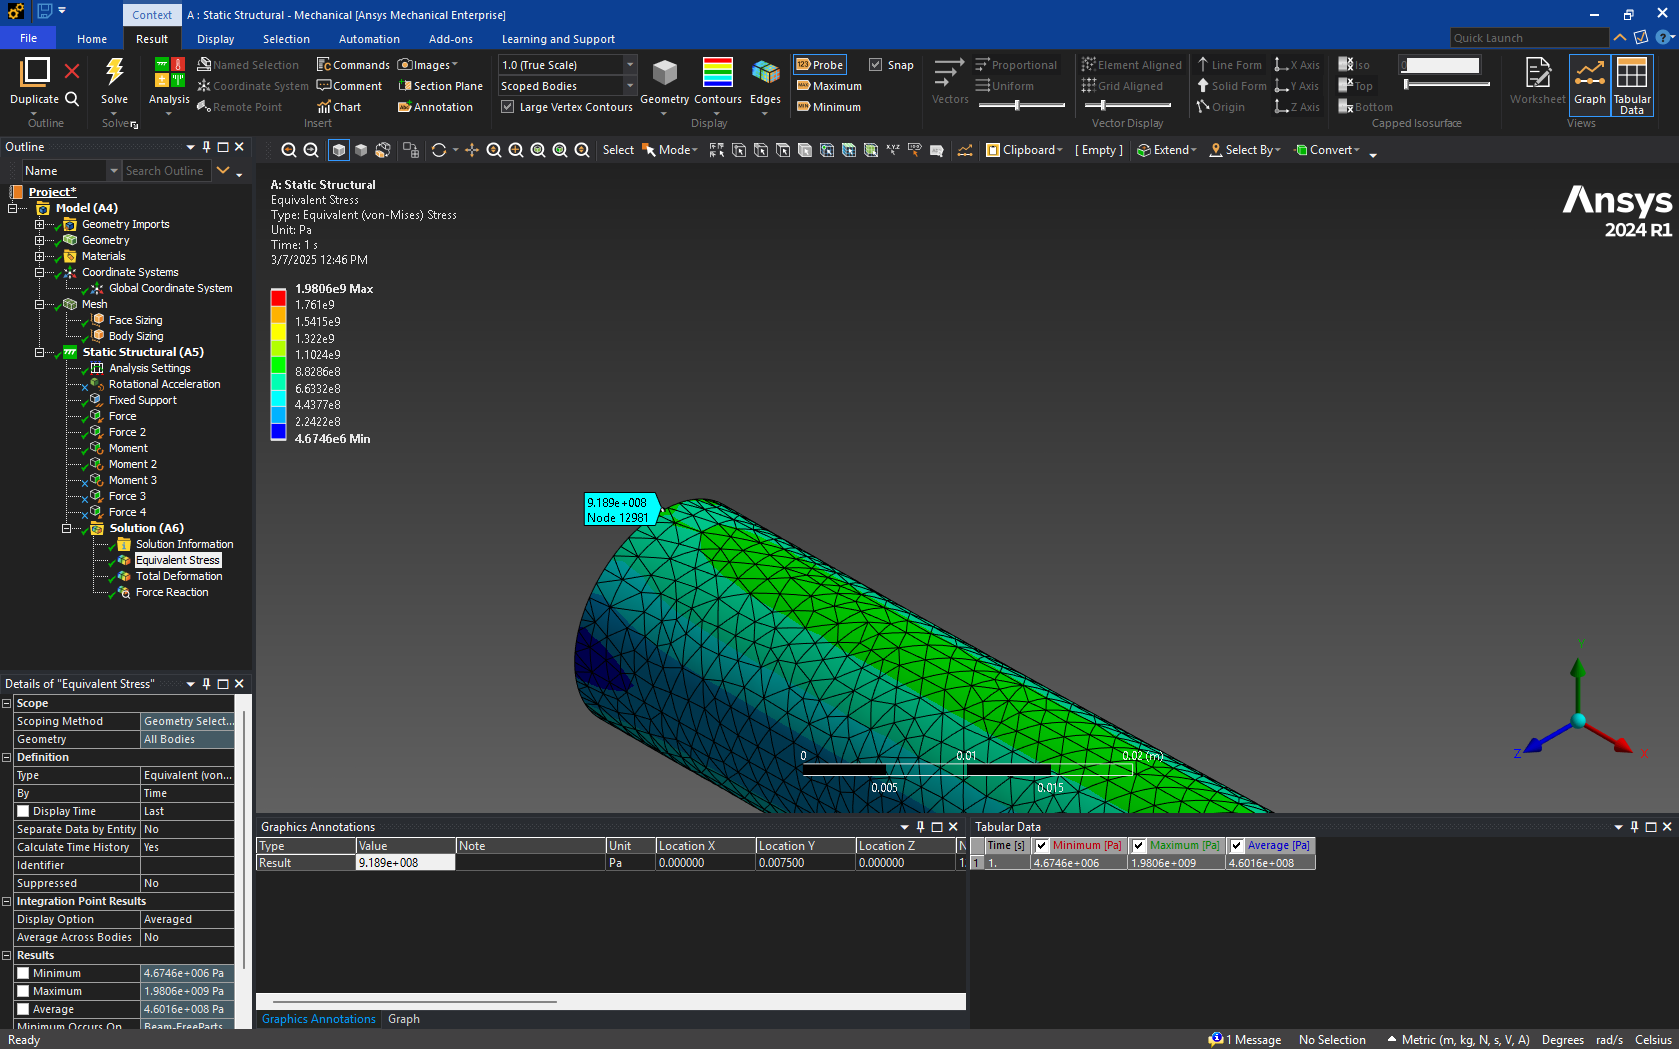 Context
A : Static Structural - Mechanical [Ansys Mechanical Enterprise]
File Home Result Display Selection Automation Add-ons Learning and Support
Quick Launch
Duplicate
Outline
Solve
Solve
Analysis
Named Selection
Coordinate System
Remote Point
Commands
Comment
Chart
Images
Section Plane
Annotation
Insert
1.0 (True Scale)
Scoped Bodies
Large Vertex Contours
Geometry Contours Edges
Display
Probe
Maximum
Minimum
Snap
Vectors
Proportional
Uniform
Element Aligned
Grid Aligned
Line Form
Solid Form
Origin
X Axis
Y Axis
Z Axis
Vector Display
Iso
Top
Bottom
0
Capped Isosurface
Worksheet Graph Tabular Data
Views
Outline
Name Search Outline
Select Mode Clipboard [ Empty ] Extend Select By Convert
Project*
Model (A4)
Geometry Imports
Geometry
Materials
Coordinate Systems
Global Coordinate System
Mesh
Face Sizing
Body Sizing
Static Structural (A5)
Analysis Settings
Rotational Acceleration
Fixed Support
Force
Force 2
Moment
Moment 2
Moment 3
Force 3
Force 4
Solution (A6)
Solution Information
Equivalent Stress
Total Deformation
Force Reaction
A: Static Structural
Equivalent Stress
Type: Equivalent (von-Mises) Stress
Unit: Pa
Time: 1 s
3/7/2025 12:46 PM
1.9806e9 Max
1.761e9
1.5415e9
1.322e9
1.1024e9
8.8286e8
6.6332e8
4.4377e8
2.2422e8
4.6746e6 Min
Ansys
2024 R1
9.189e+008
Node 12981
0 0.01 0.02 (m)
0.005 0.015
Y
Z
X
Details of "Equivalent Stress"
Scope
Scoping Method Geometry Select...
Geometry All Bodies
Definition
Type Equivalent (von...
By Time
Display Time Last
Separate Data by Entity No
Calculate Time History Yes
Identifier
Suppressed No
Integration Point Results
Display Option Averaged
Average Across Bodies No
Results
Minimum 4.6746e+006 Pa
Maximum 1.9806e+009 Pa
Average 4.6016e+008 Pa
Minimum Occurs On Beam-FreeParts
Graphics Annotations
Type Value Note Unit Location X Location Y Location Z N
Result 9.189e+008 Pa 0.000000 0.007500 0.000000 1.
Graphics Annotations Graph
Tabular Data
Time [s] Minimum [Pa] Maximum [Pa] Average [Pa]
1 1. 4.6746e+006 1.9806e+009 4.6016e+008
Ready
1 Message No Selection Metric (m, kg, N, s, V, A) Degrees rad/s Celsius